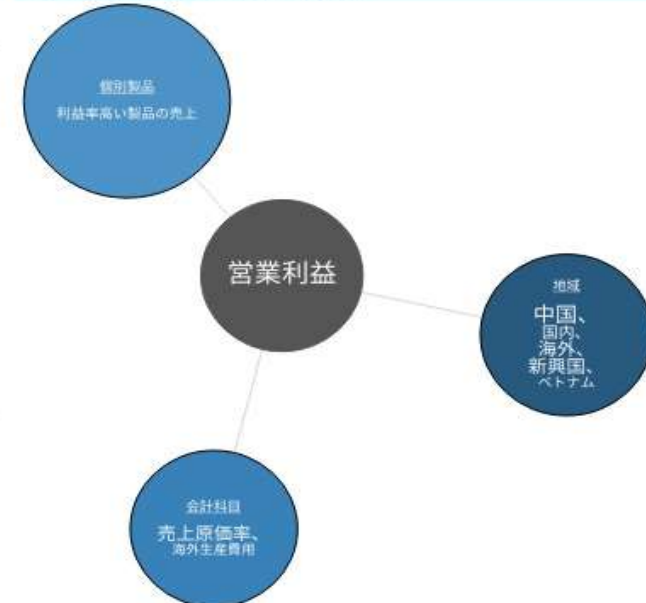 個別製品
利益率高い製品の売上
営業利益
地域
中国、
国内、
海外、
新興国、
ベトナム
会計科目
売上原価率、
海外生産費用